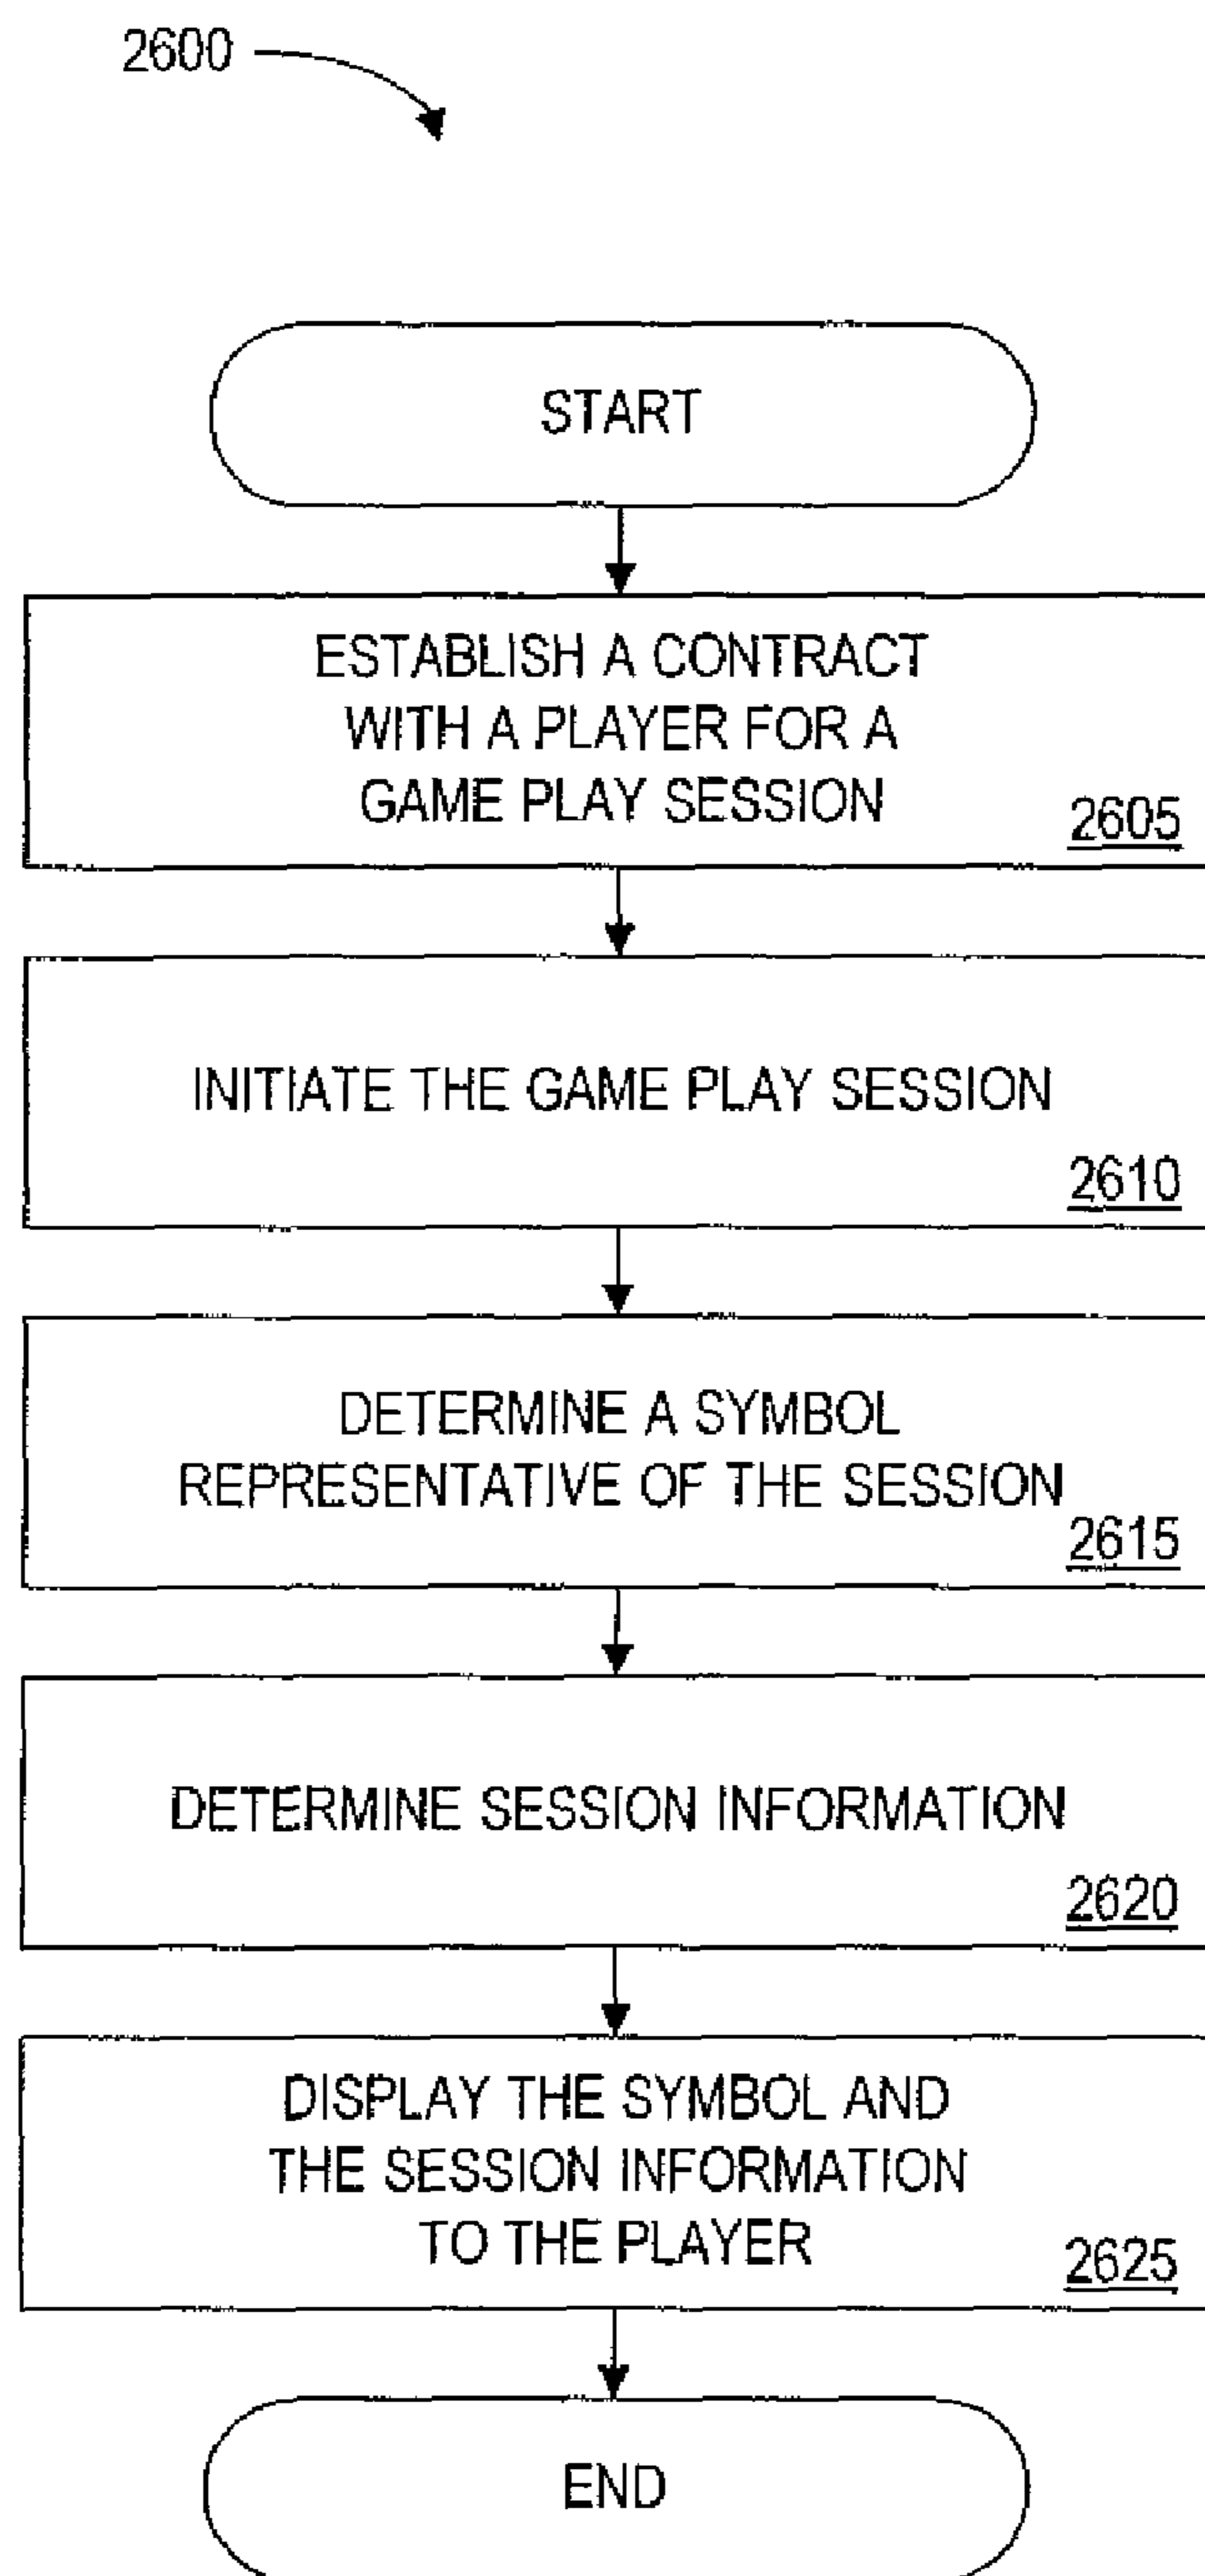 2600
START
ESTABLISH A CONTRACT
WITH A PLAYER FOR A
GAME PLAY SESSION
2605
INITIATE THE GAME PLAY SESSION
2610
DETERMINE A SYMBOL
REPRESENTATIVE OF THE SESSION
2615
DETERMINE SESSION INFORMATION
2620
DISPLAY THE SYMBOL AND
THE SESSION INFORMATION
TO THE PLAYER
2625
END